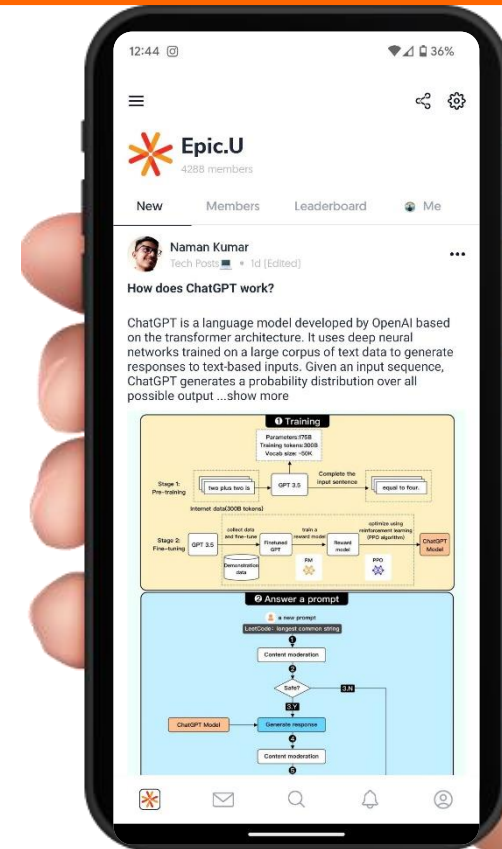 12:44 36%
Epic.U
4288 members
New Members Leaderboard Me
Naman Kumar
Tech Posts • 1d [Edited]
How does ChatGPT work?
ChatGPT is a language model developed by OpenAI based
on the transformer architecture. It uses deep neural
networks trained on a large corpus of text data to generate
responses to text-based inputs. Given an input sequence,
ChatGPT generates a probability distribution over all
possible output ...show more
1 Training
Parameters:175B
Training tokens:300B
Vocab size: ~50K
Stage 1:
Pre-training
two plus two is
GPT 3.5
Complete the
input sentence
equal to four.
Internet data(300B tokens)
Stage 2:
Fine-tuning
GPT 3.5
collect data
and fine-tune
Finetuned
GPT
Demonstration
data
train a
reward model
RM
Reward
model
optimize using
reinforcement learning
(PPO algorithm)
PPO
ChatGPT
Model
2 Answer a prompt
a new prompt
LeetCode: longest common string
1
Content moderation
2
Safe?
3.N
3.Y
ChatGPT Model
Generate response
4
Content moderation
5